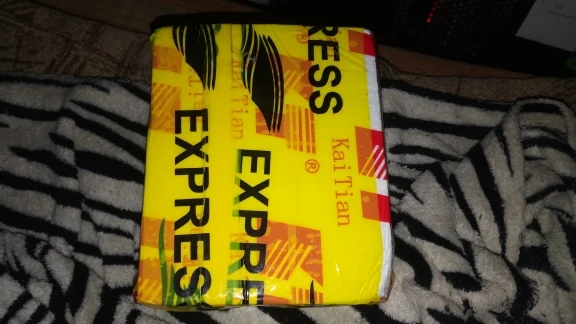 EXPRES
EXPRE
RESS
KaiTian
KaiTian
®